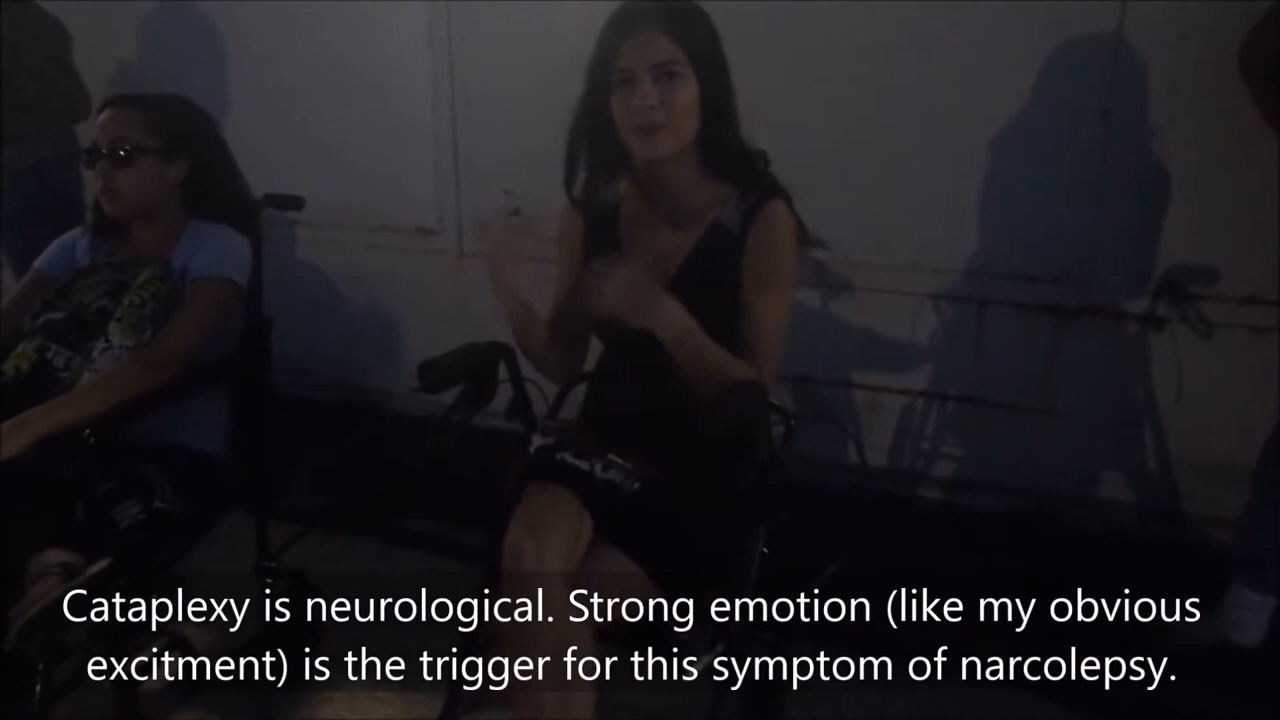 Cataplexy is neurological. Strong emotion (like my obvious
excitment) is the trigger for this symptom of narcolepsy.